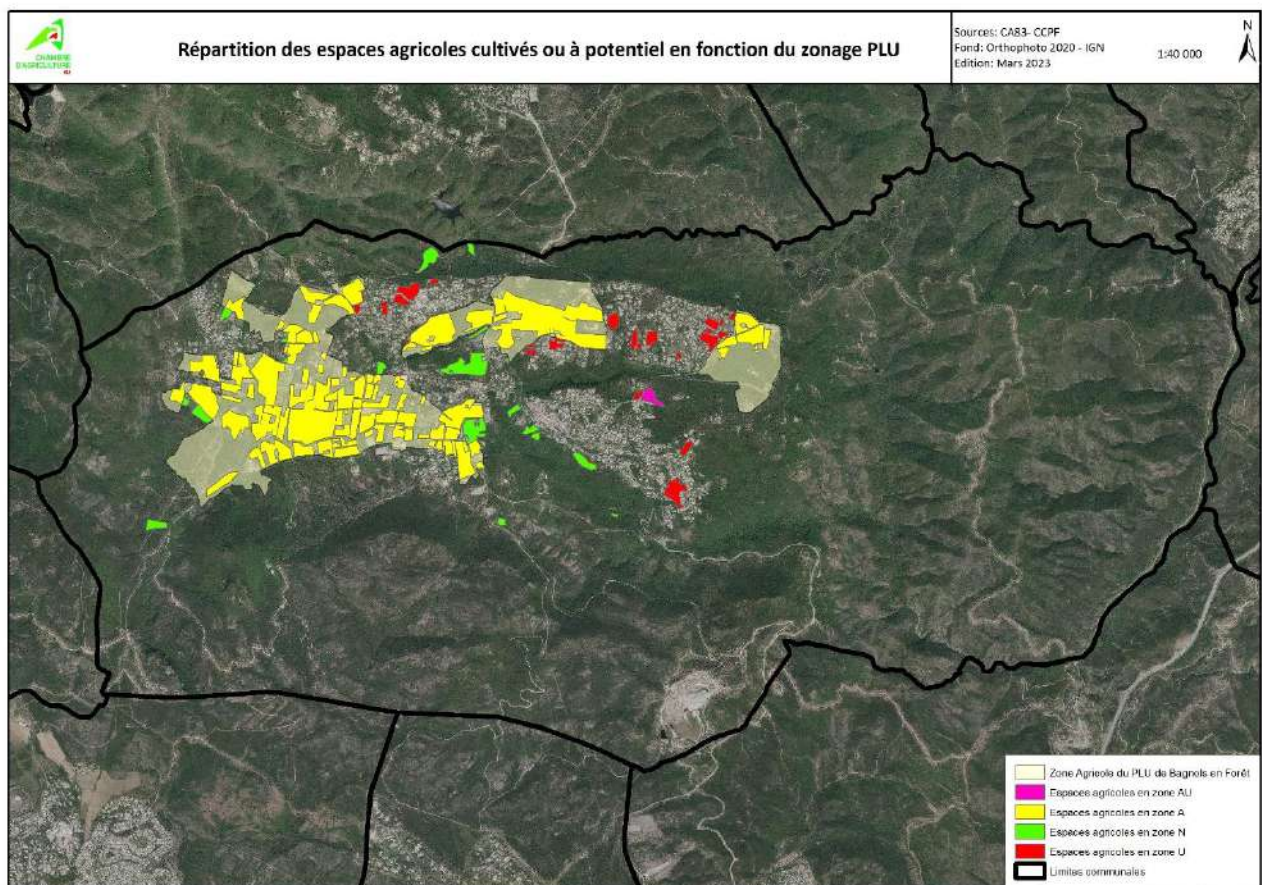 CHAMBRE
D'AGRICULTURE
Répartition des espaces agricoles cultivés ou à potentiel en fonction du zonage PLU
Sources: CA83- CCPF
Fond: Orthophoto 2020 - IGN
Edition: Mars 2023
1:40 000
N
Zone Agricole du PLU de Bagnols en Forêt
Espaces agricoles en zone AU
Espaces agricoles en zone A
Espaces agricoles en zone N
Espaces agricoles en zone U
Limites communales